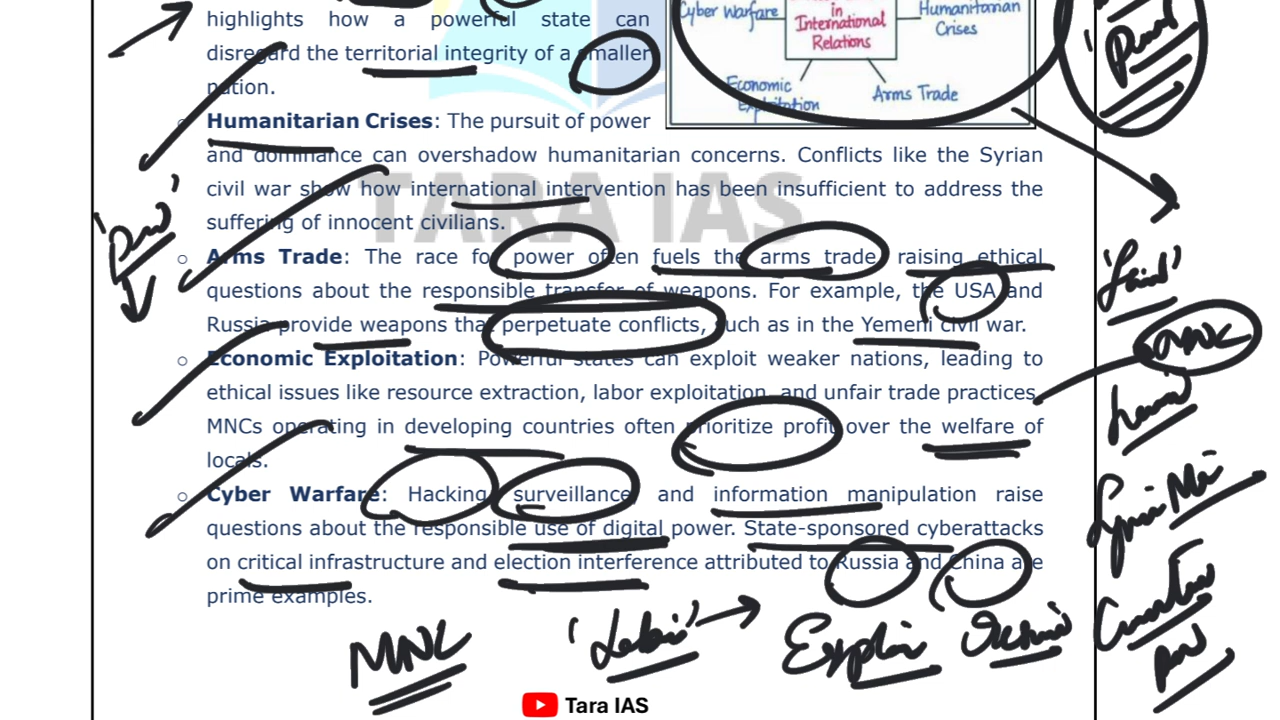 highlights how a powerful state can
disregard the territorial integrity of a smaller
nation.
Cyber Warfare
in
International
Relations
Humanitarian
Crises
Economic
Exploitation
Arms Trade
○ Humanitarian Crises: The pursuit of power
and dominance can overshadow humanitarian concerns. Conflicts like the Syrian
civil war show how international intervention has been insufficient to address the
suffering of innocent civilians.
TARA IAS
○ Arms Trade: The race for power often fuels the arms trade, raising ethical
questions about the responsible transfer of weapons. For example, the USA and
Russia provide weapons that perpetuate conflicts, such as in the Yemeni civil war.
○ Economic Exploitation: Powerful states can exploit weaker nations, leading to
ethical issues like resource extraction, labor exploitation, and unfair trade practices.
MNCs operating in developing countries often prioritize profit over the welfare of
locals.
○ Cyber Warfare: Hacking, surveillance, and information manipulation raise
questions about the responsible use of digital power. State-sponsored cyberattacks
on critical infrastructure and election interference attributed to Russia and China are
prime examples.
MNC
MNC
Tara IAS